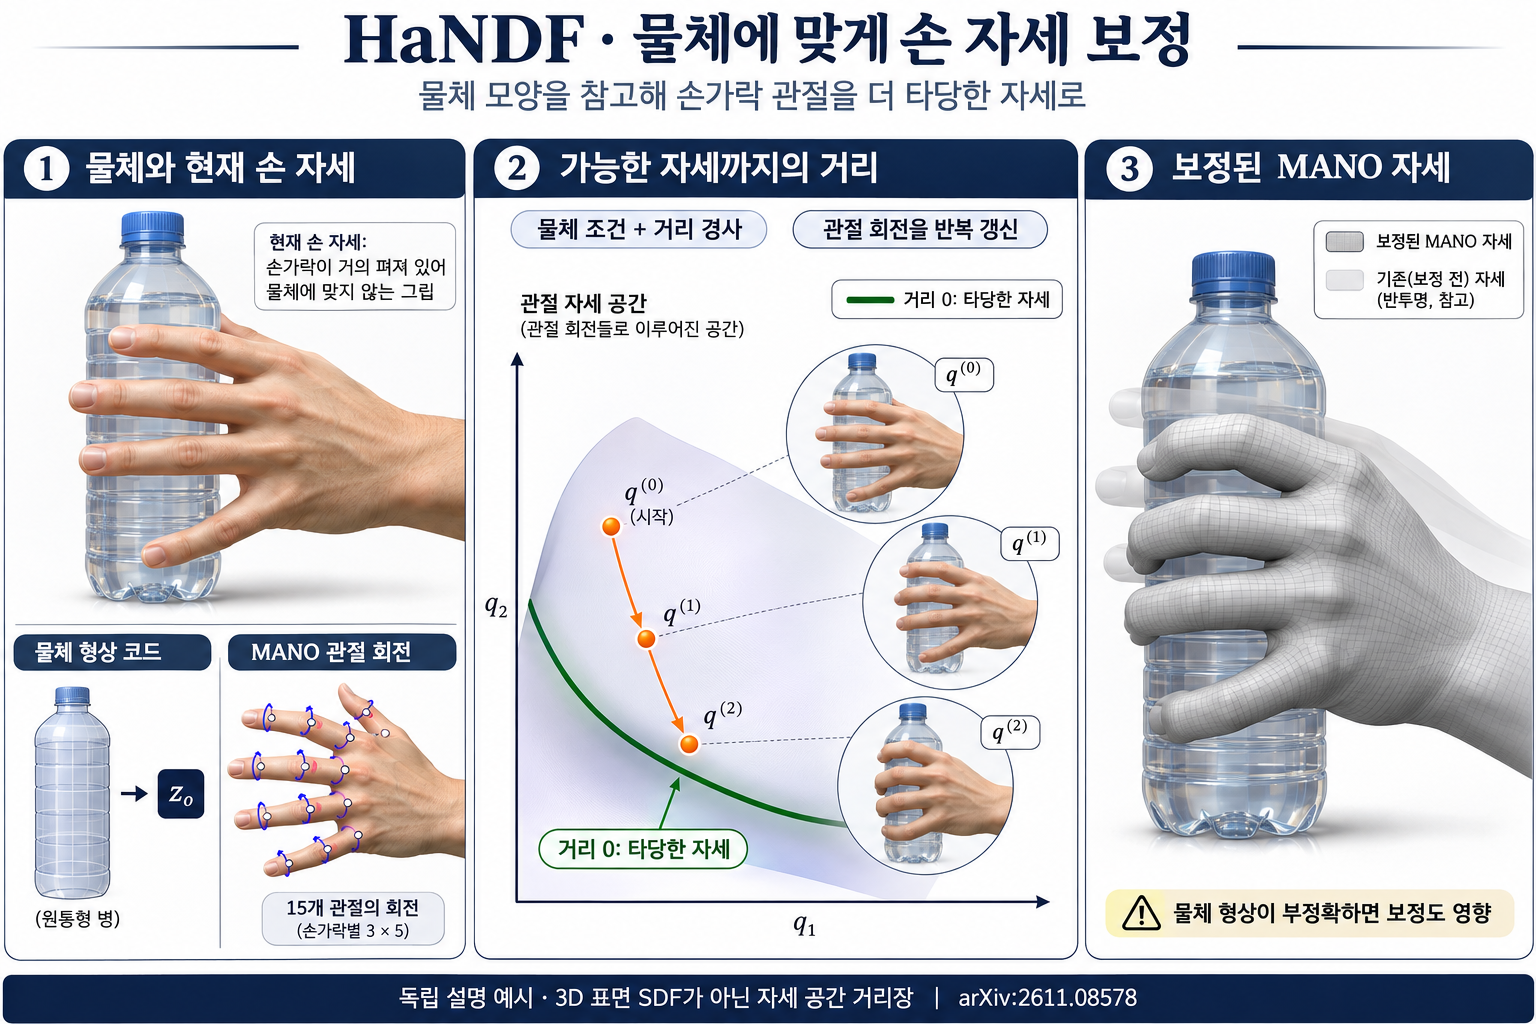 HaNDF · 물체에 맞게 손 자세 보정
물체 모양을 참고해 손가락 관절을 더 타당한 자세로
1 물체와 현재 손 자세
현재 손 자세:
손가락이 거의 펴져 있어
물체에 맞지 않는 그립
물체 형상 코드
z_o
(원통형 병)
MANO 관절 회전
15개 관절의 회전
(손가락별 3 × 5)
2 가능한 자세까지의 거리
물체 조건 + 거리 경사
관절 회전을 반복 갱신
관절 자세 공간
(관절 회전들로 이루어진 공간)
거리 0: 타당한 자세
q^(0)
q^(0)
(시작)
q^(1)
q^(1)
q₂
q^(2)
q^(2)
거리 0: 타당한 자세
q₁
3 보정된 MANO 자세
보정된 MANO 자세
기존(보정 전) 자세
(반투명, 참고)
물체 형상이 부정확하면 보정도 영향
독립 설명 예시 · 3D 표면 SDF가 아닌 자세 공간 거리장 | arXiv:2611.08578